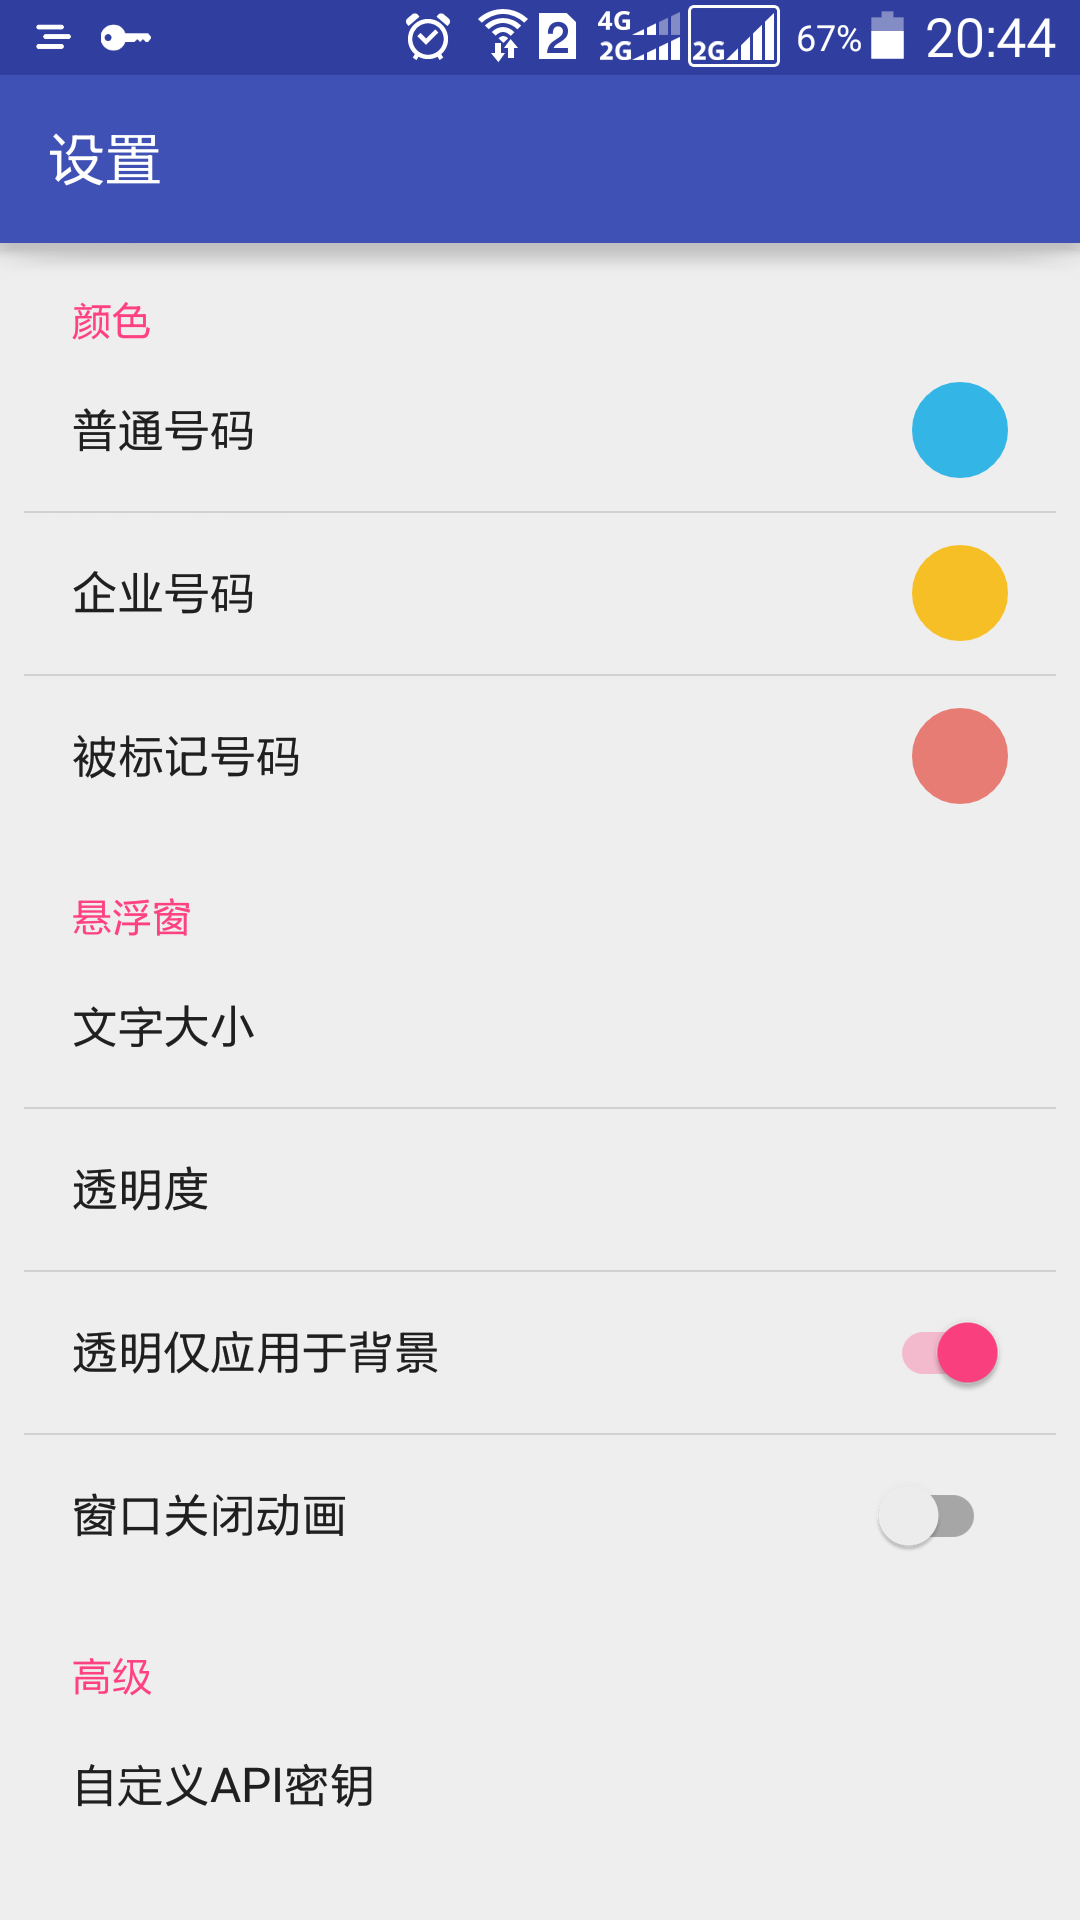 2 4G 2G 2G 67% 20:44
设置
颜色
普通号码
企业号码
被标记号码
悬浮窗
文字大小
透明度
透明仅应用于背景
窗口关闭动画
高级
自定义API密钥